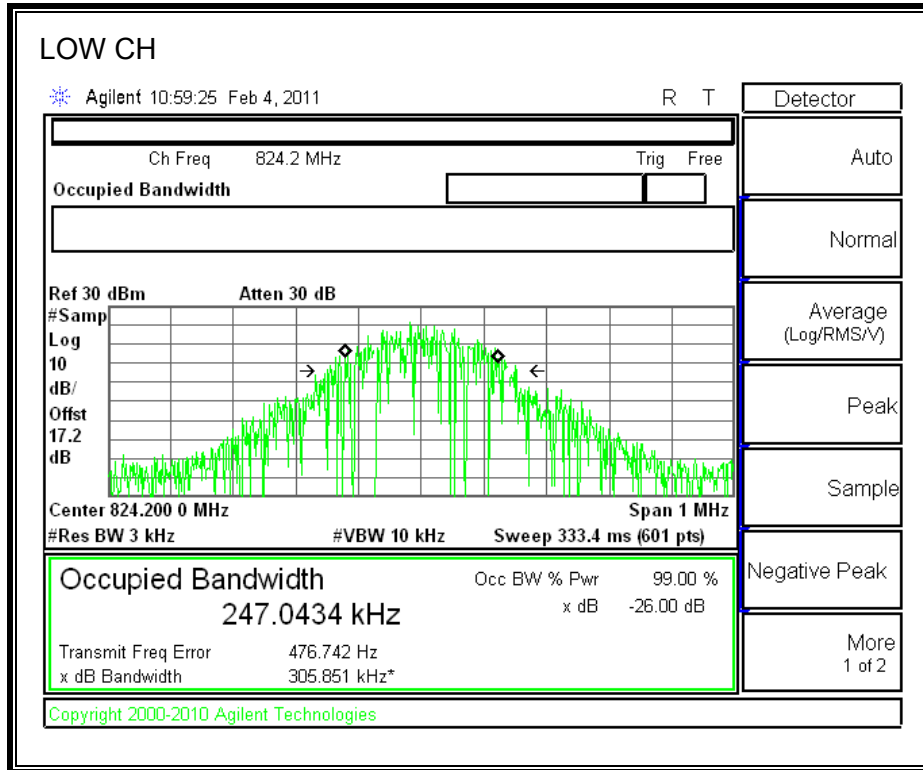 LOW CH
Agilent 10:59:25 Feb 4, 2011 R T
Detector
Ch Freq 824.2 MHz Trig Free
Occupied Bandwidth
Ref 30 dBm Atten 30 dB
#Samp
Log
10
dB/
Offst
17.2
dB
Center 824.200 0 MHz Span 1 MHz
#Res BW 3 kHz #VBW 10 kHz Sweep 333.4 ms (601 pts)
Occupied Bandwidth Occ BW % Pwr 99.00 %
247.0434 kHz x dB -26.00 dB
Transmit Freq Error 476.742 Hz
x dB Bandwidth 305.851 kHz*
Copyright 2000-2010 Agilent Technologies
Auto
Normal
Average
(Log/RMS/V)
Peak
Sample
Negative Peak
More
1 of 2